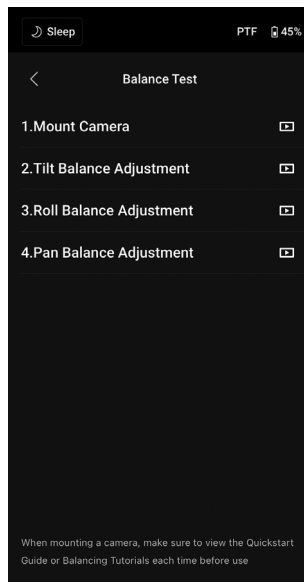 Sleep PTF 45%
Balance Test
1.Mount Camera
2.Tilt Balance Adjustment
3.Roll Balance Adjustment
4.Pan Balance Adjustment
When mounting a camera, make sure to view the Quickstart
Guide or Balancing Tutorials each time before use